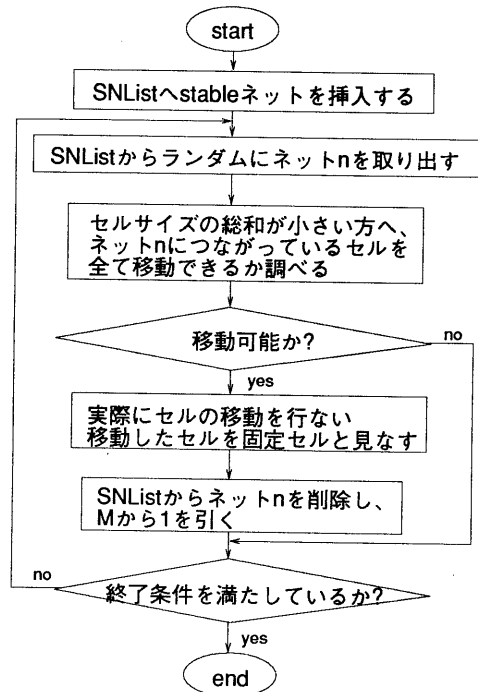 start
SNListへstableネットを挿入する
SNListからランダムにネットnを取り出す
セルサイズの総和が小さい方へ、
ネットnにつながっているセルを
全て移動できるか調べる
移動可能か?
no
yes
実際にセルの移動を行ない
移動したセルを固定セルと見なす
SNListからネットnを削除し、
Mから1を引く
no
終了条件を満たしているか?
yes
end